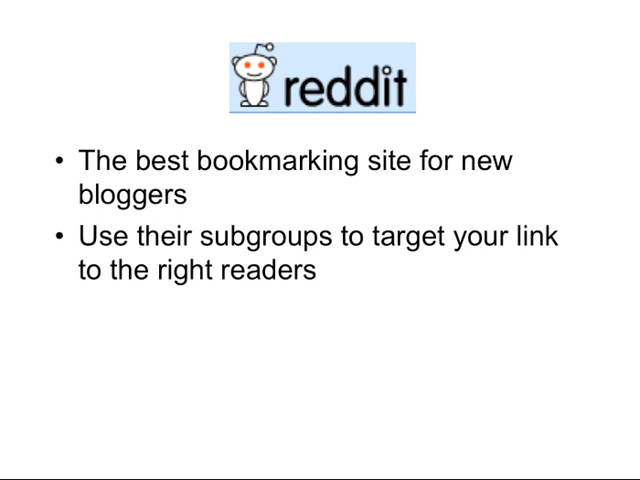 reddit
• The best bookmarking site for new
bloggers
• Use their subgroups to target your link
to the right readers